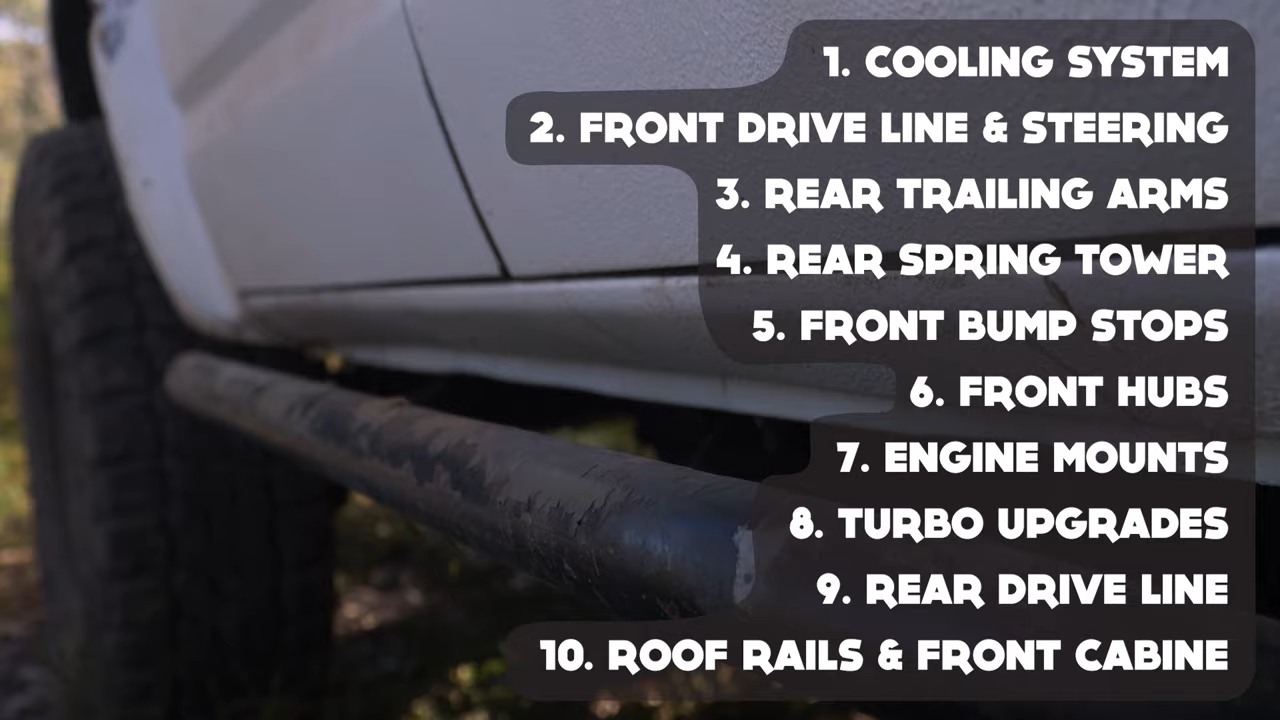 1. COOLING SYSTEM
2. FRONT DRIVE LINE & STEERING
3. REAR TRAILING ARMS
4. REAR SPRING TOWER
5. FRONT BUMP STOPS
6. FRONT HUBS
7. ENGINE MOUNTS
8. TURBO UPGRADES
9. REAR DRIVE LINE
10. ROOF RAILS & FRONT CABINE